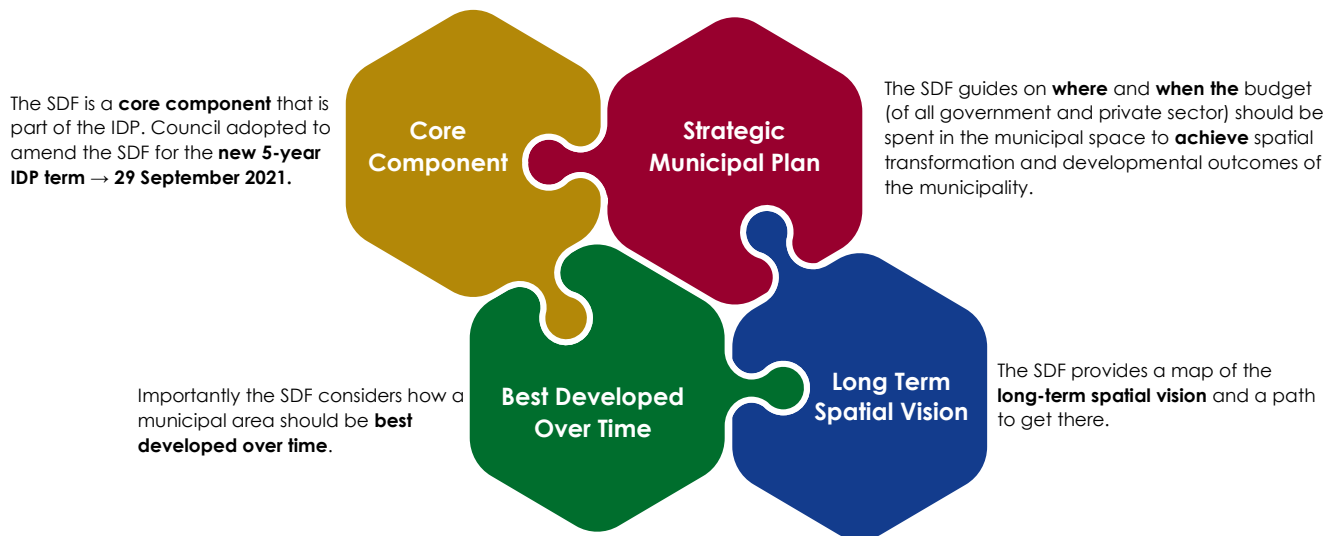 The SDF is a core component that is
part of the IDP. Council adopted to
amend the SDF for the new 5-year
IDP term → 29 September 2021.
Core
Component
Strategic
Municipal Plan
The SDF guides on where and when the budget
(of all government and private sector) should be
spent in the municipal space to achieve spatial
transformation and developmental outcomes of
the municipality.
Importantly the SDF considers how a
municipal area should be best
developed over time.
Best Developed
Over Time
Long Term
Spatial Vision
The SDF provides a map of the
long-term spatial vision and a path
to get there.